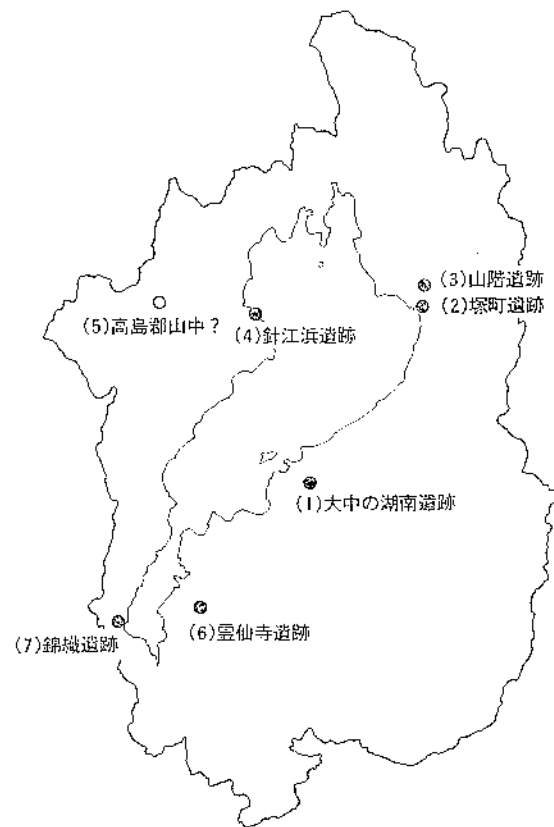 (3)山階遺跡
(2)塚町遺跡
(5)高島郡山中？
(4)針江浜遺跡
(1)大中の湖南遺跡
(6)霊仙寺遺跡
(7)錦織遺跡